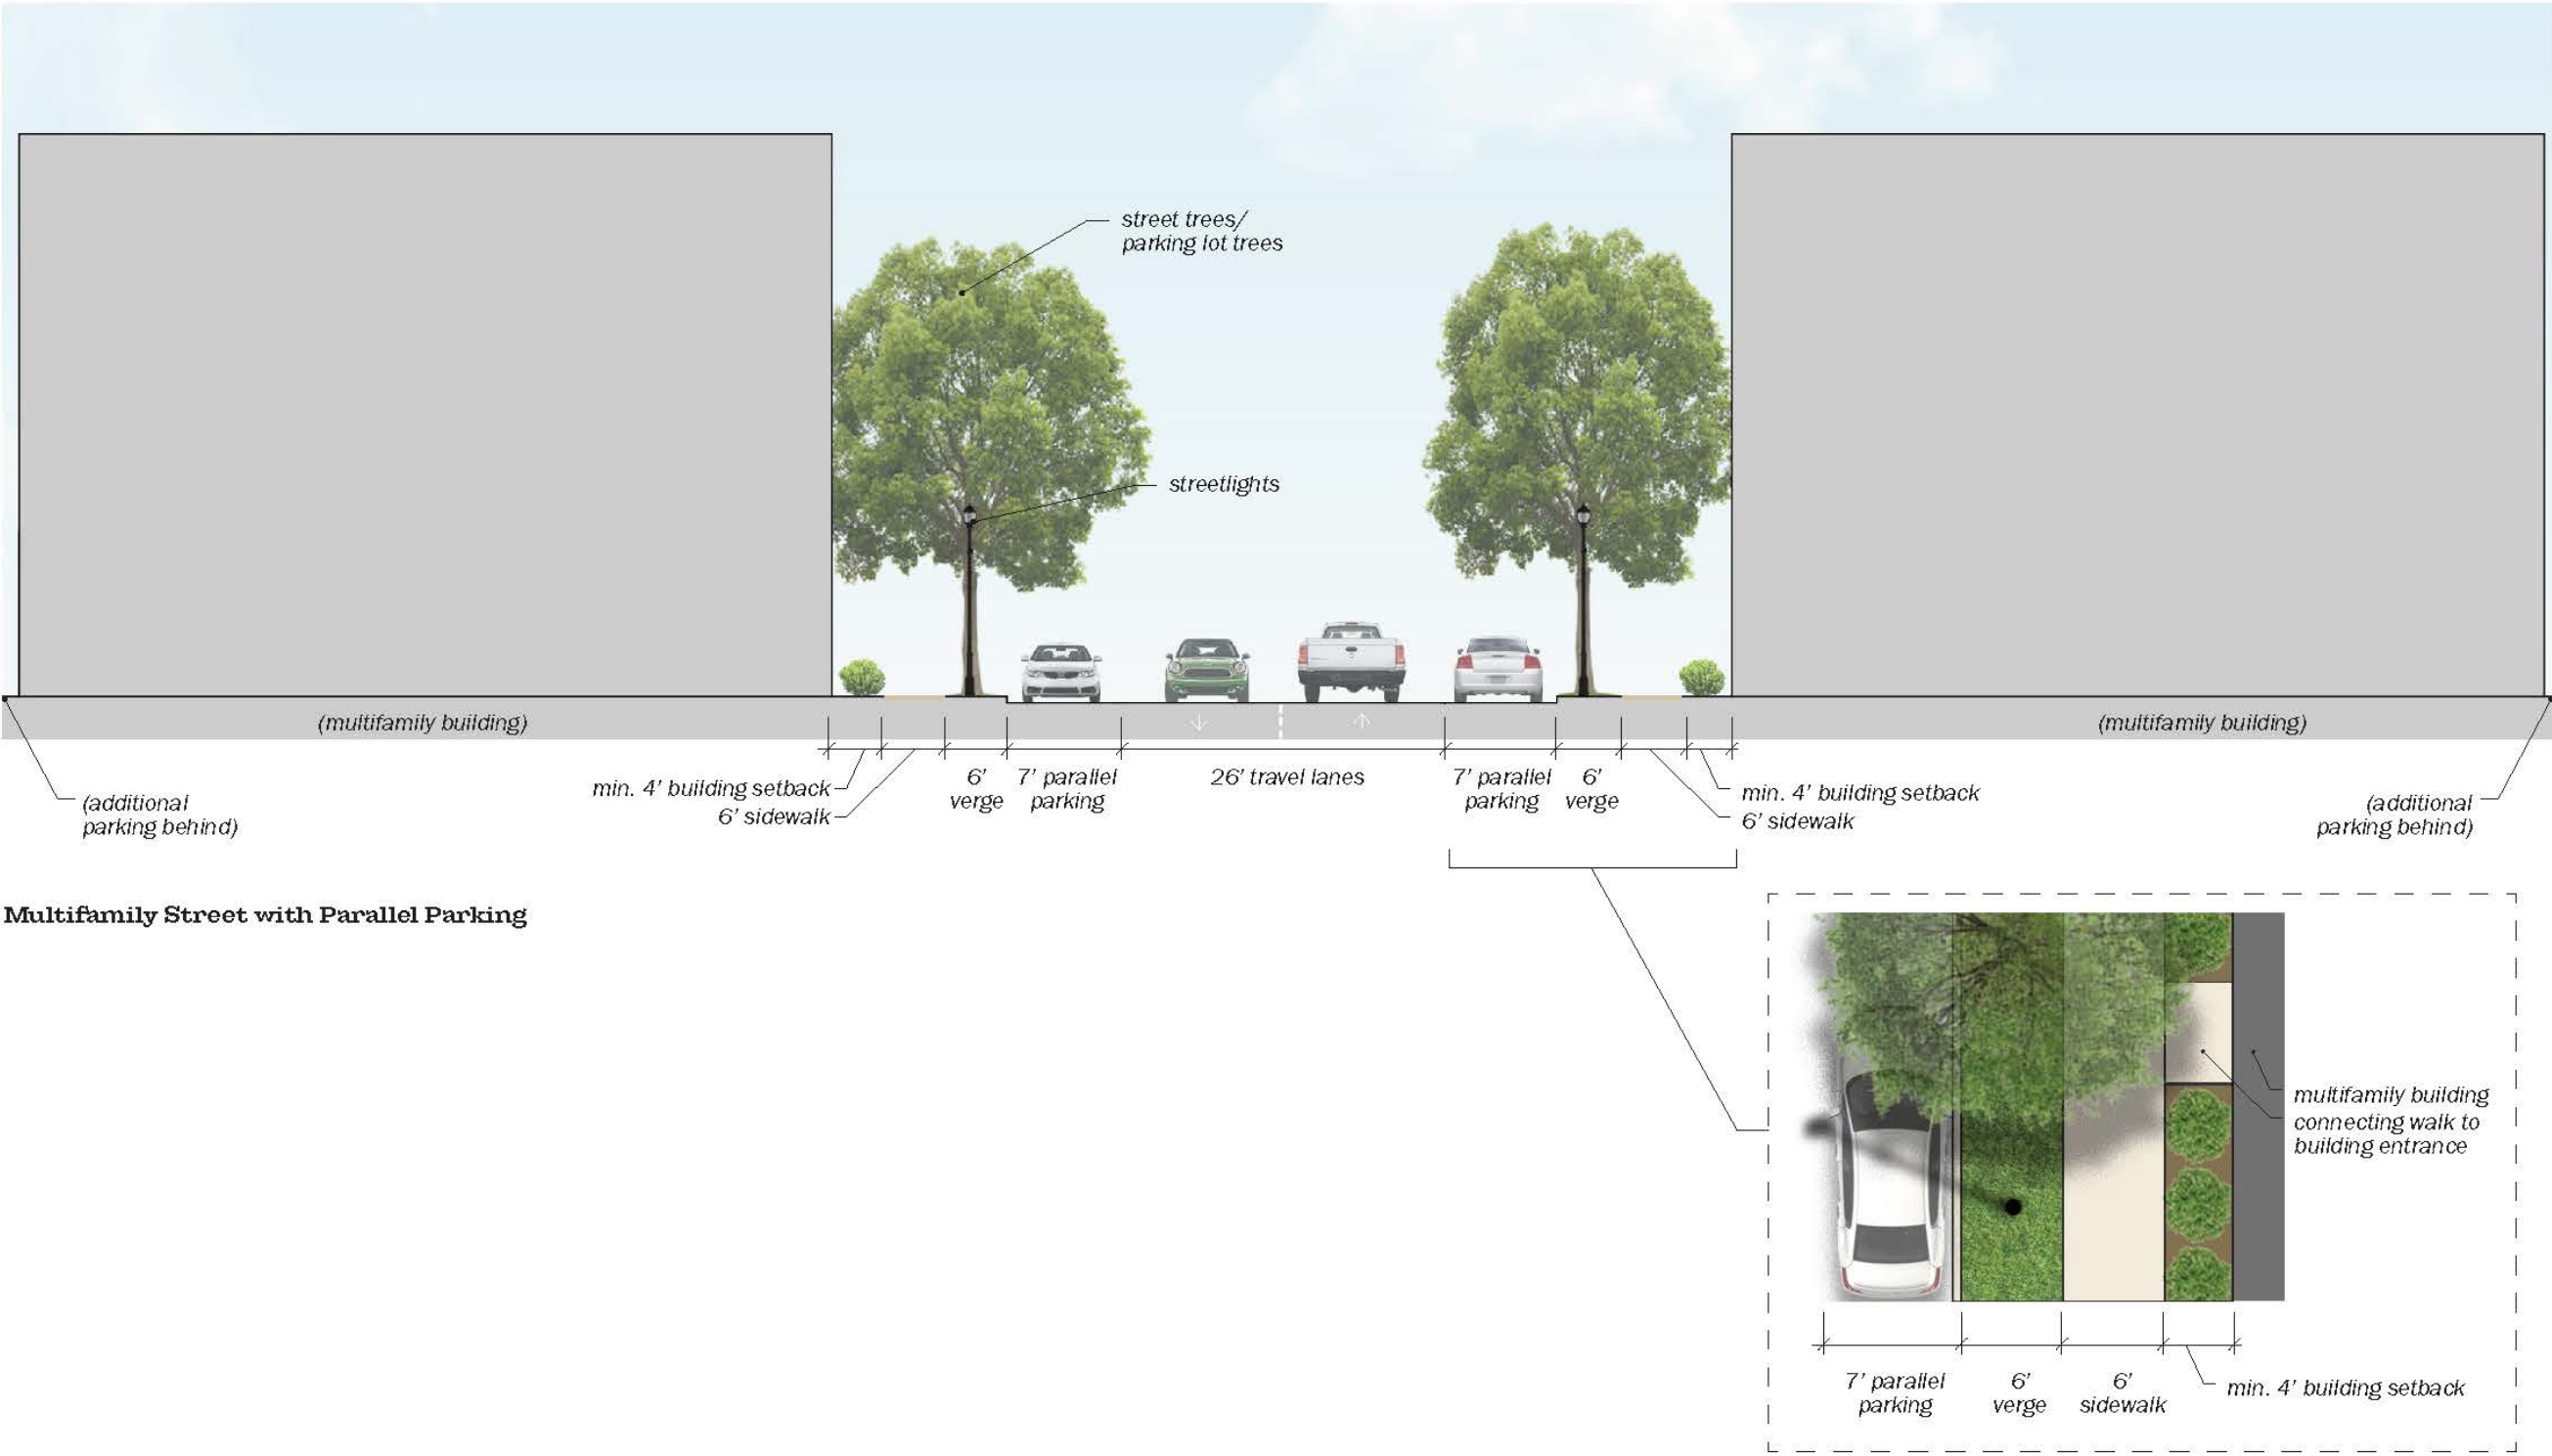 street trees/
parking lot trees
streetlights
(multifamily building)
(multifamily building)
(additional
parking behind)
min. 4' building setback
6' sidewalk
6'
verge
7' parallel
parking
26' travel lanes
7' parallel
parking
6'
verge
min. 4' building setback
6' sidewalk
(additional
parking behind)
Multifamily Street with Parallel Parking
multifamily building
connecting walk to
building entrance
7' parallel
parking
6'
verge
6'
sidewalk
min. 4' building setback